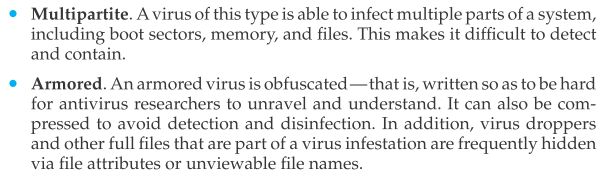 • Multipartite. A virus of this type is able to infect multiple parts of a system,
including boot sectors, memory, and files. This makes it difficult to detect
and contain.
• Armored. An armored virus is obfuscated—that is, written so as to be hard
for antivirus researchers to unravel and understand. It can also be com-
pressed to avoid detection and disinfection. In addition, virus droppers
and other full files that are part of a virus infestation are frequently hidden
via file attributes or unviewable file names.